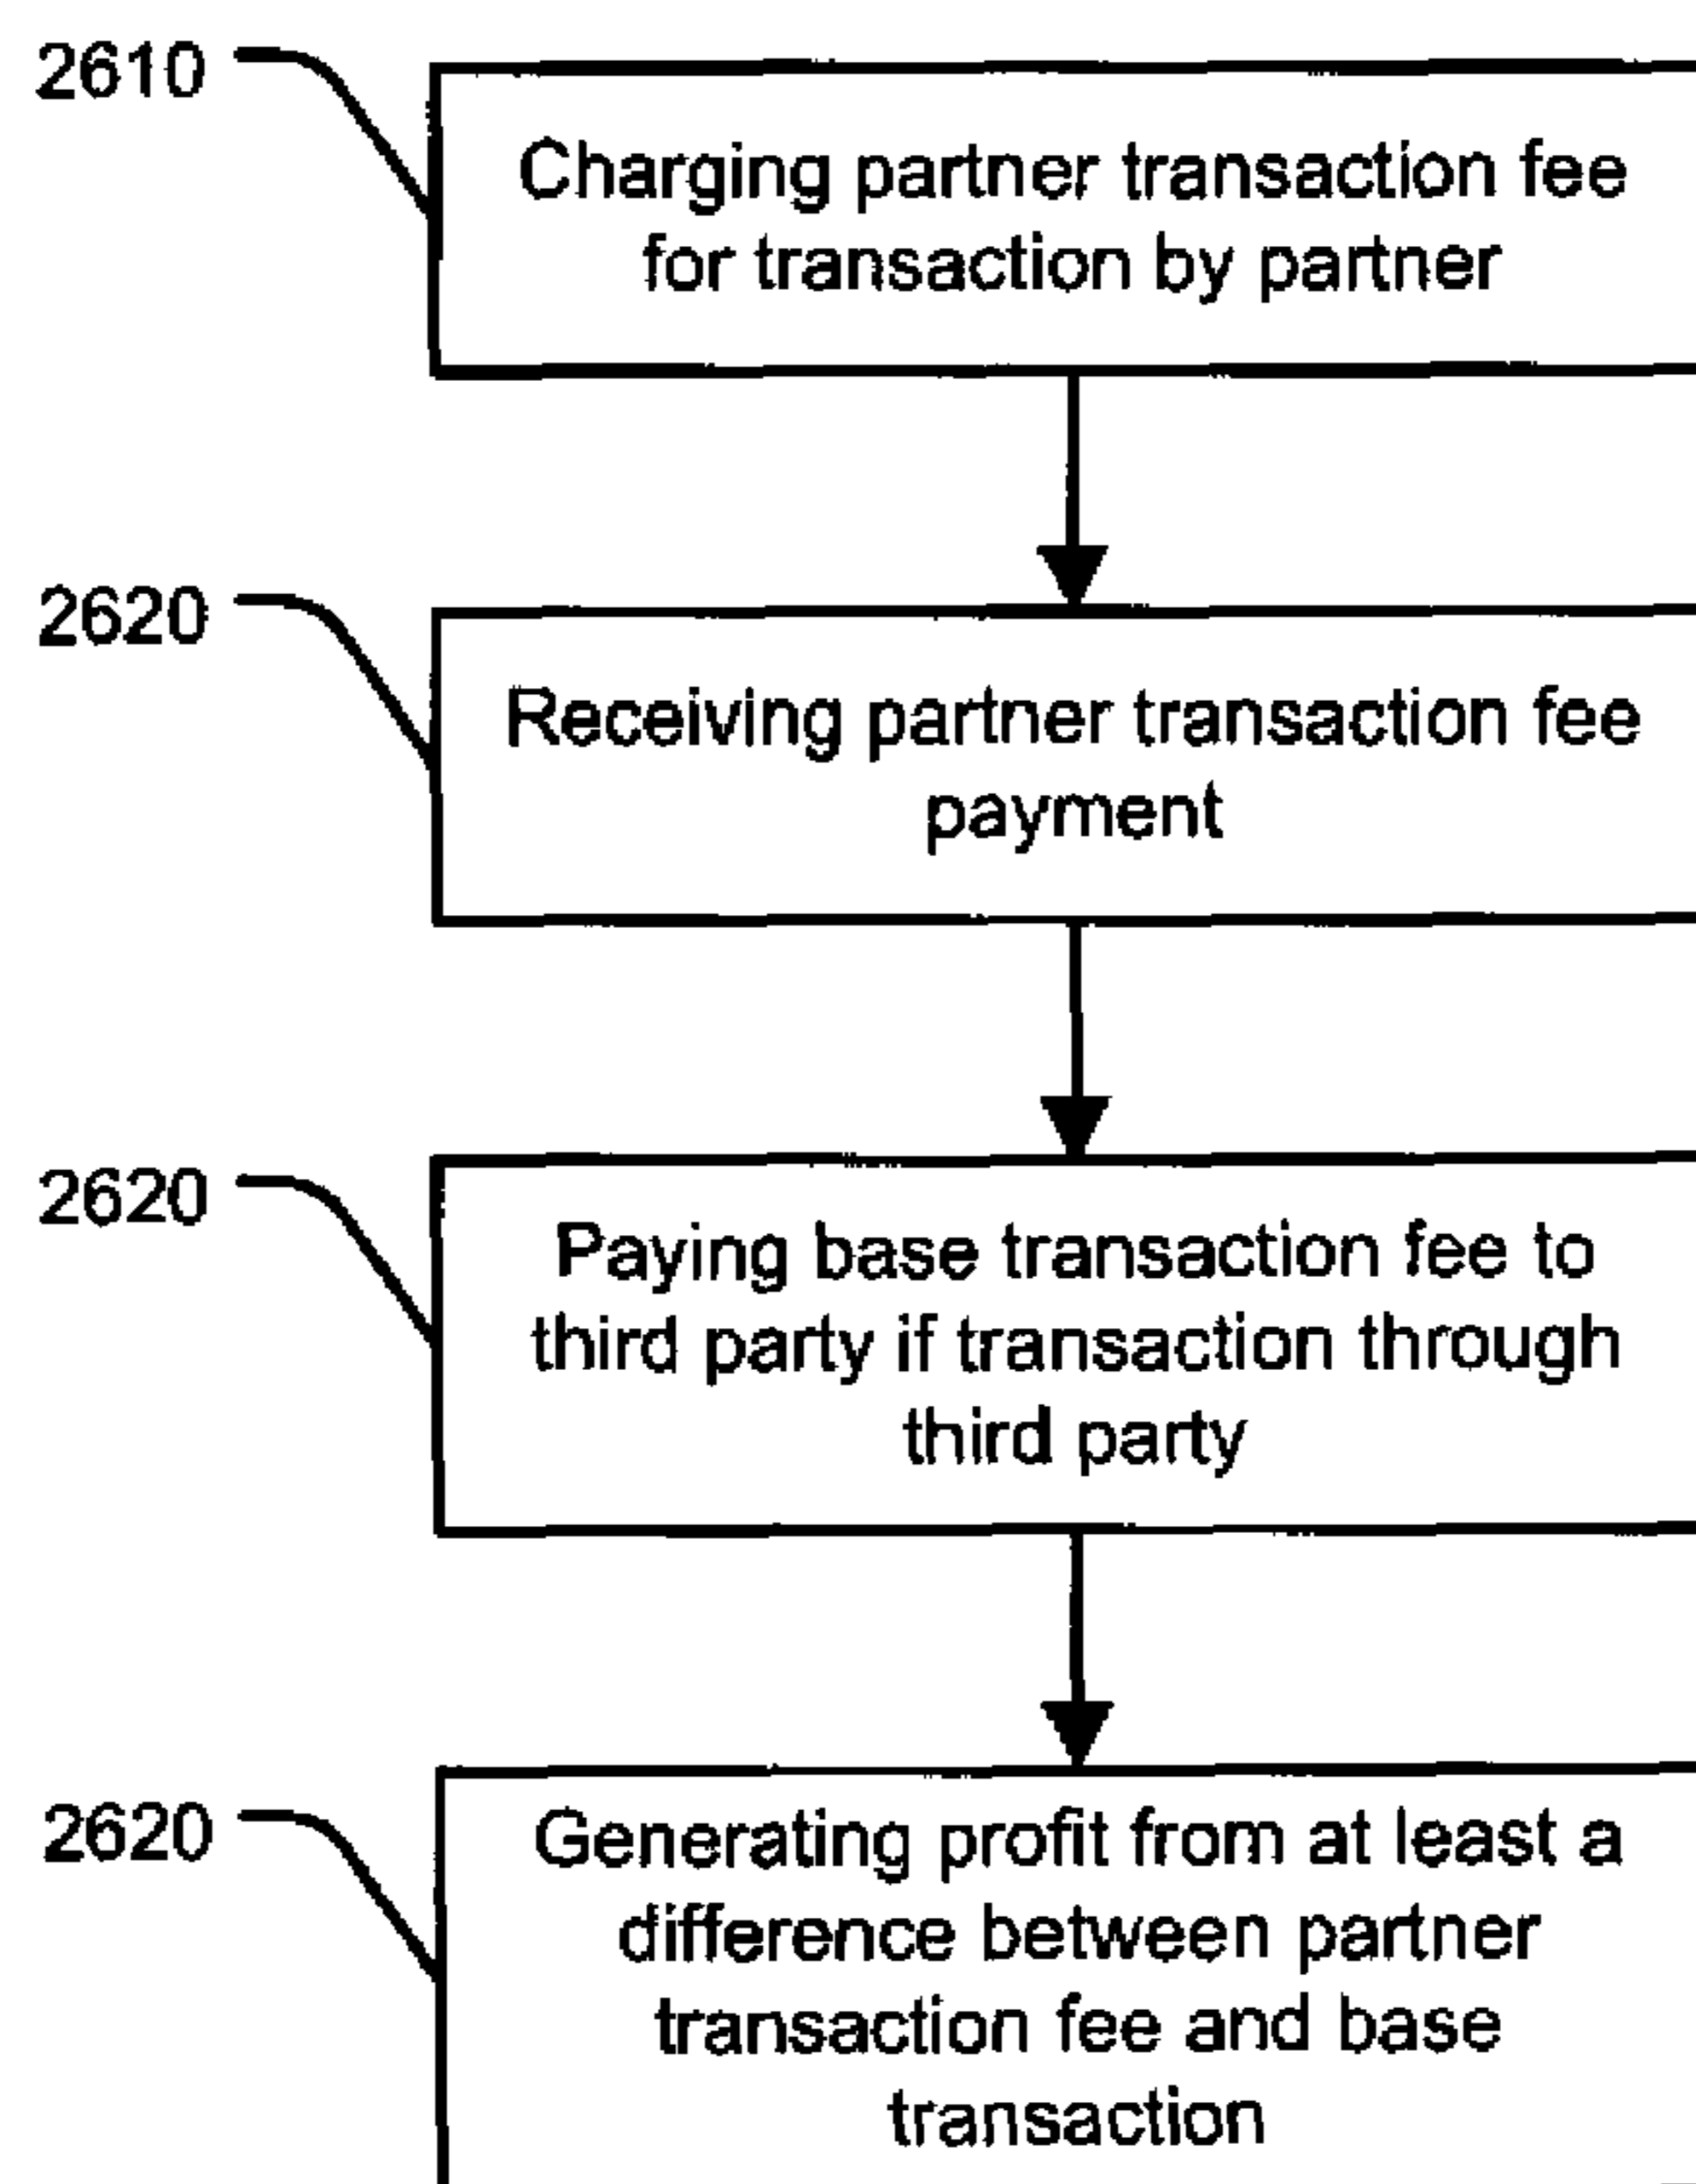 2610
Charging partner transaction fee
for transaction by partner
2620
Receiving partner transaction fee
payment
2620
Paying base transaction fee to
third party if transaction through
third party
2620
Generating profit from at least a
difference between partner
transaction fee and base
transaction